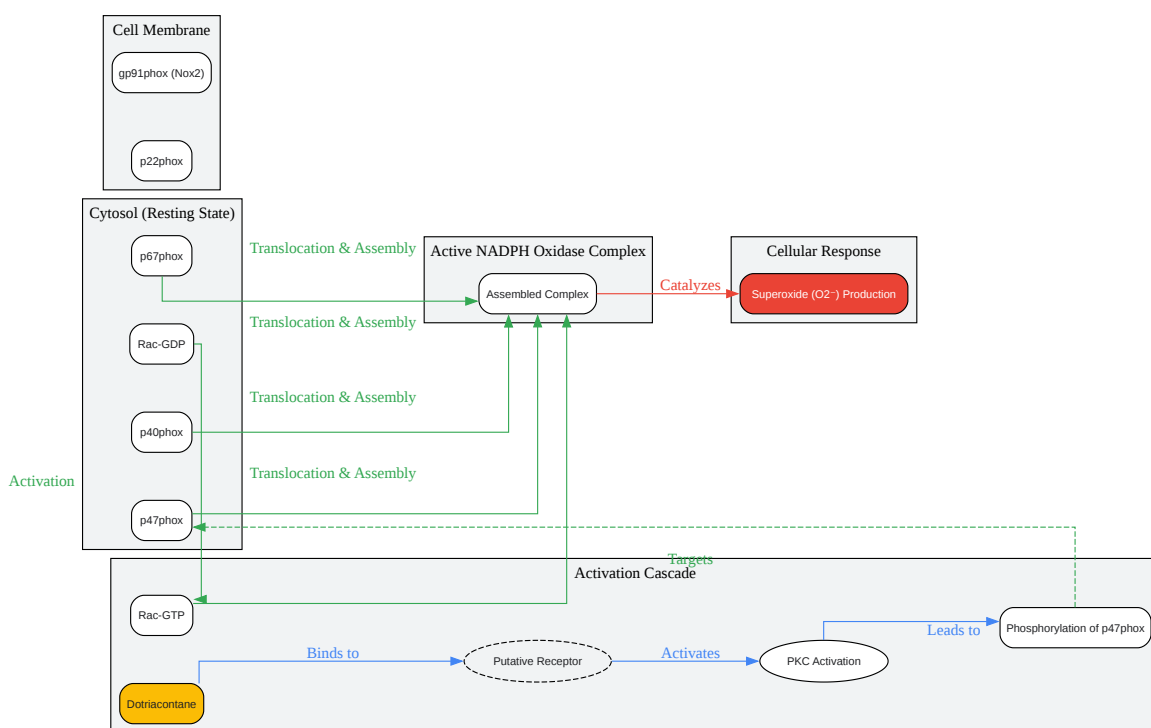 Cell Membrane
gp91phox (Nox2)
p22phox
Cytosol (Resting State)
p67phox
Translocation & Assembly
Active NADPH Oxidase Complex
Assembled Complex
Catalyzes
Cellular Response
Superoxide (O2⁻) Production
Translocation & Assembly
Rac-GDP
Translocation & Assembly
p40phox
Translocation & Assembly
Activation
p47phox
Targets
Activation Cascade
Rac-GTP
Phosphorylation of p47phox
Leads to
Binds to
Putative Receptor
Activates
PKC Activation
Dotriacontane